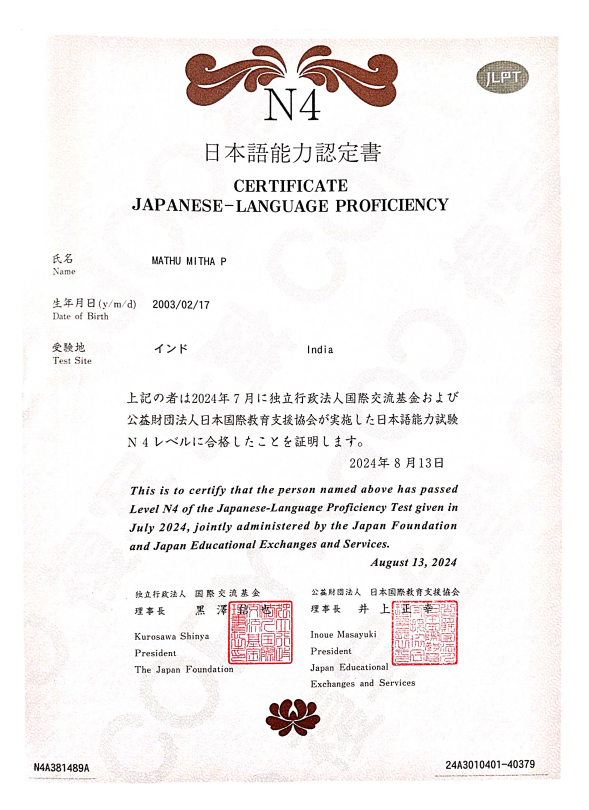 JLPT
N4
日本語能力認定書
CERTIFICATE
JAPANESE-LANGUAGE PROFICIENCY
氏名
Name
MATHU MITHA P
生年月日(y/m/d)
Date of Birth
2003/02/17
受験地
Test Site
インド
India
上記の者は2024年7月に独立行政法人国際交流基金および
公益財団法人日本国際教育支援協会が実施した日本語能力試験
N4レベルに合格したことを証明します。
2024年8月13日
This is to certify that the person named above has passed
Level N4 of the Japanese-Language Proficiency Test given in
July 2024, jointly administered by the Japan Foundation
and Japan Educational Exchanges and Services.
August 13, 2024
独立行政法人 国際交流基金
理事長 黒澤信也
Kurosawa Shinya
President
The Japan Foundation
公益財団法人 日本国際教育支援協会
理事長 井上正幸
Inoue Masayuki
President
Japan Educational
Exchanges and Services
N4A381489A
24A3010401-40379